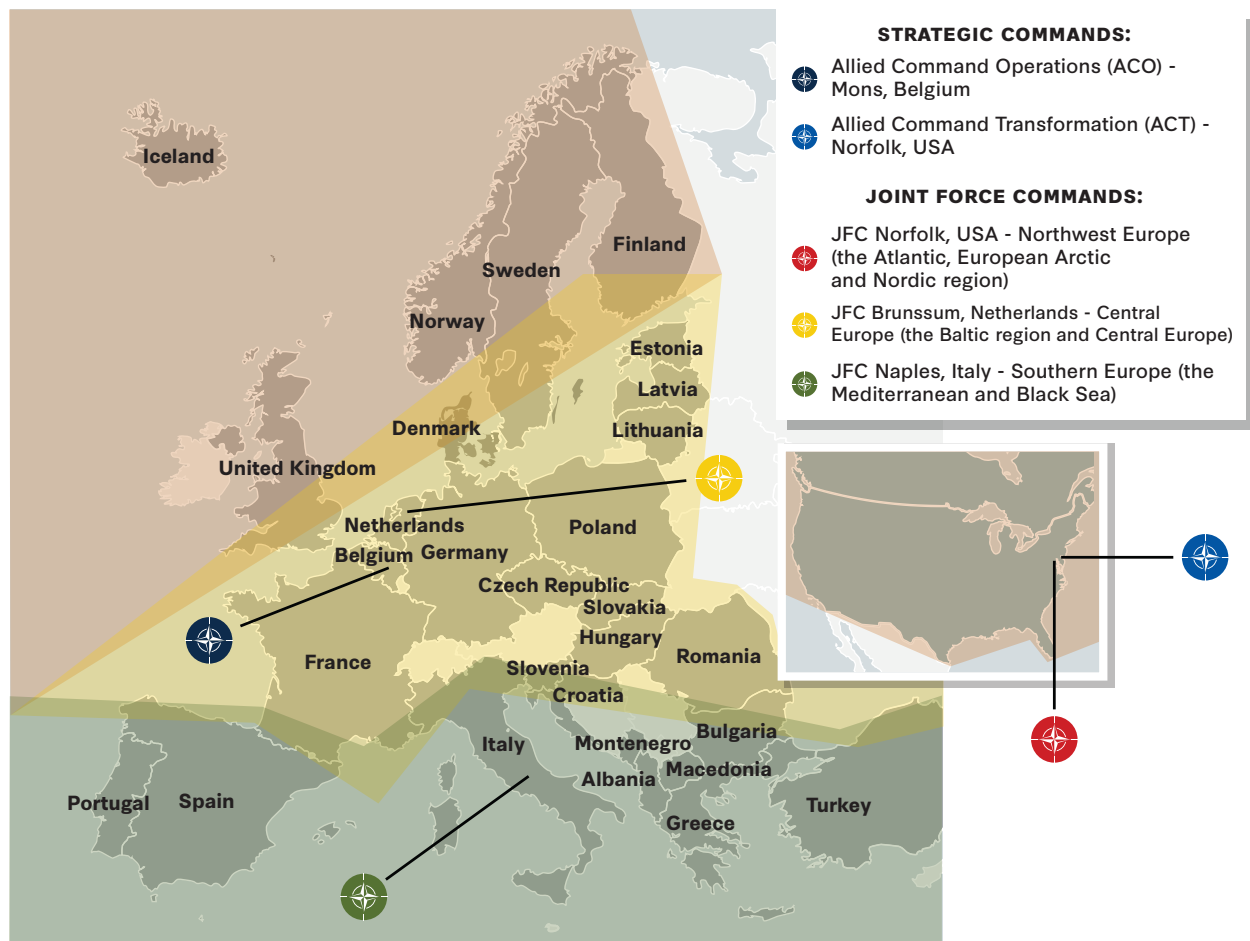 STRATEGIC COMMANDS:
Allied Command Operations (ACO) -
Mons, Belgium
Allied Command Transformation (ACT) -
Norfolk, USA
JOINT FORCE COMMANDS:
JFC Norfolk, USA - Northwest Europe
(the Atlantic, European Arctic
and Nordic region)
JFC Brunssum, Netherlands - Central
Europe (the Baltic region and Central Europe)
JFC Naples, Italy - Southern Europe (the
Mediterranean and Black Sea)
Iceland
Finland
Sweden
Norway
Estonia
Latvia
Denmark
Lithuania
United Kingdom
Netherlands
Poland
Belgium
Germany
Czech Republic
Slovakia
Hungary
France
Romania
Slovenia
Croatia
Bulgaria
Italy
Montenegro
Macedonia
Albania
Portugal
Spain
Turkey
Greece